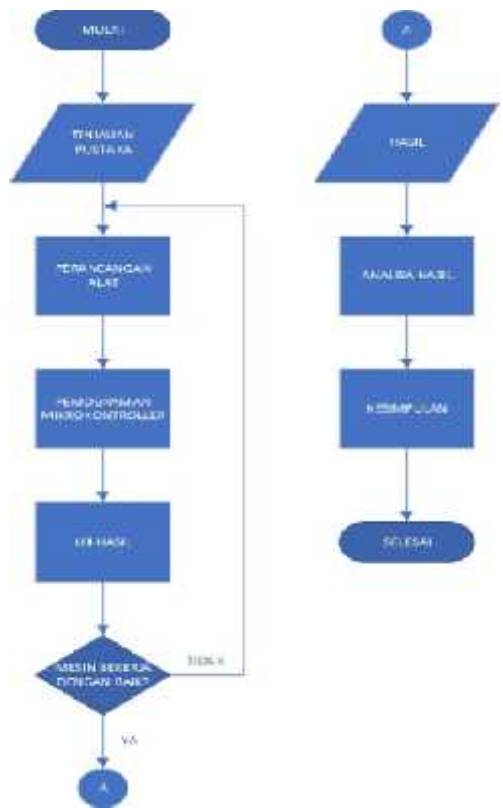 MULAI
TINJAUAN
PUSTAKA
PERANCANGAN
ALAT
PEMOGRAMAN
MIKROKONTROLLER
UJI HASIL
MESIN BEKERJA
DENGAN BAIK?
TIDAK
YA
A
A
HASIL
ANALISA HASIL
KESIMPULAN
SELESAI